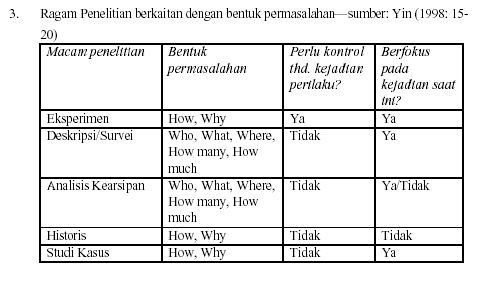 3. Ragam Penelitian berkaitan dengan bentuk permasalahan—sumber: Yin (1998: 15-
20)
Macam penelitian Bentuk permasalahan Perlu kontrol thd. kejadian perilaku? Berfokus pada kejadian saat ini?
Eksperimen How, Why Ya Ya
Deskripsi/Survei Who, What, Where, How many, How much Tidak Ya
Analisis Kearsipan Who, What, Where, How many, How much Tidak Ya/Tidak
Historis How, Why Tidak Tidak
Studi Kasus How, Why Tidak Ya